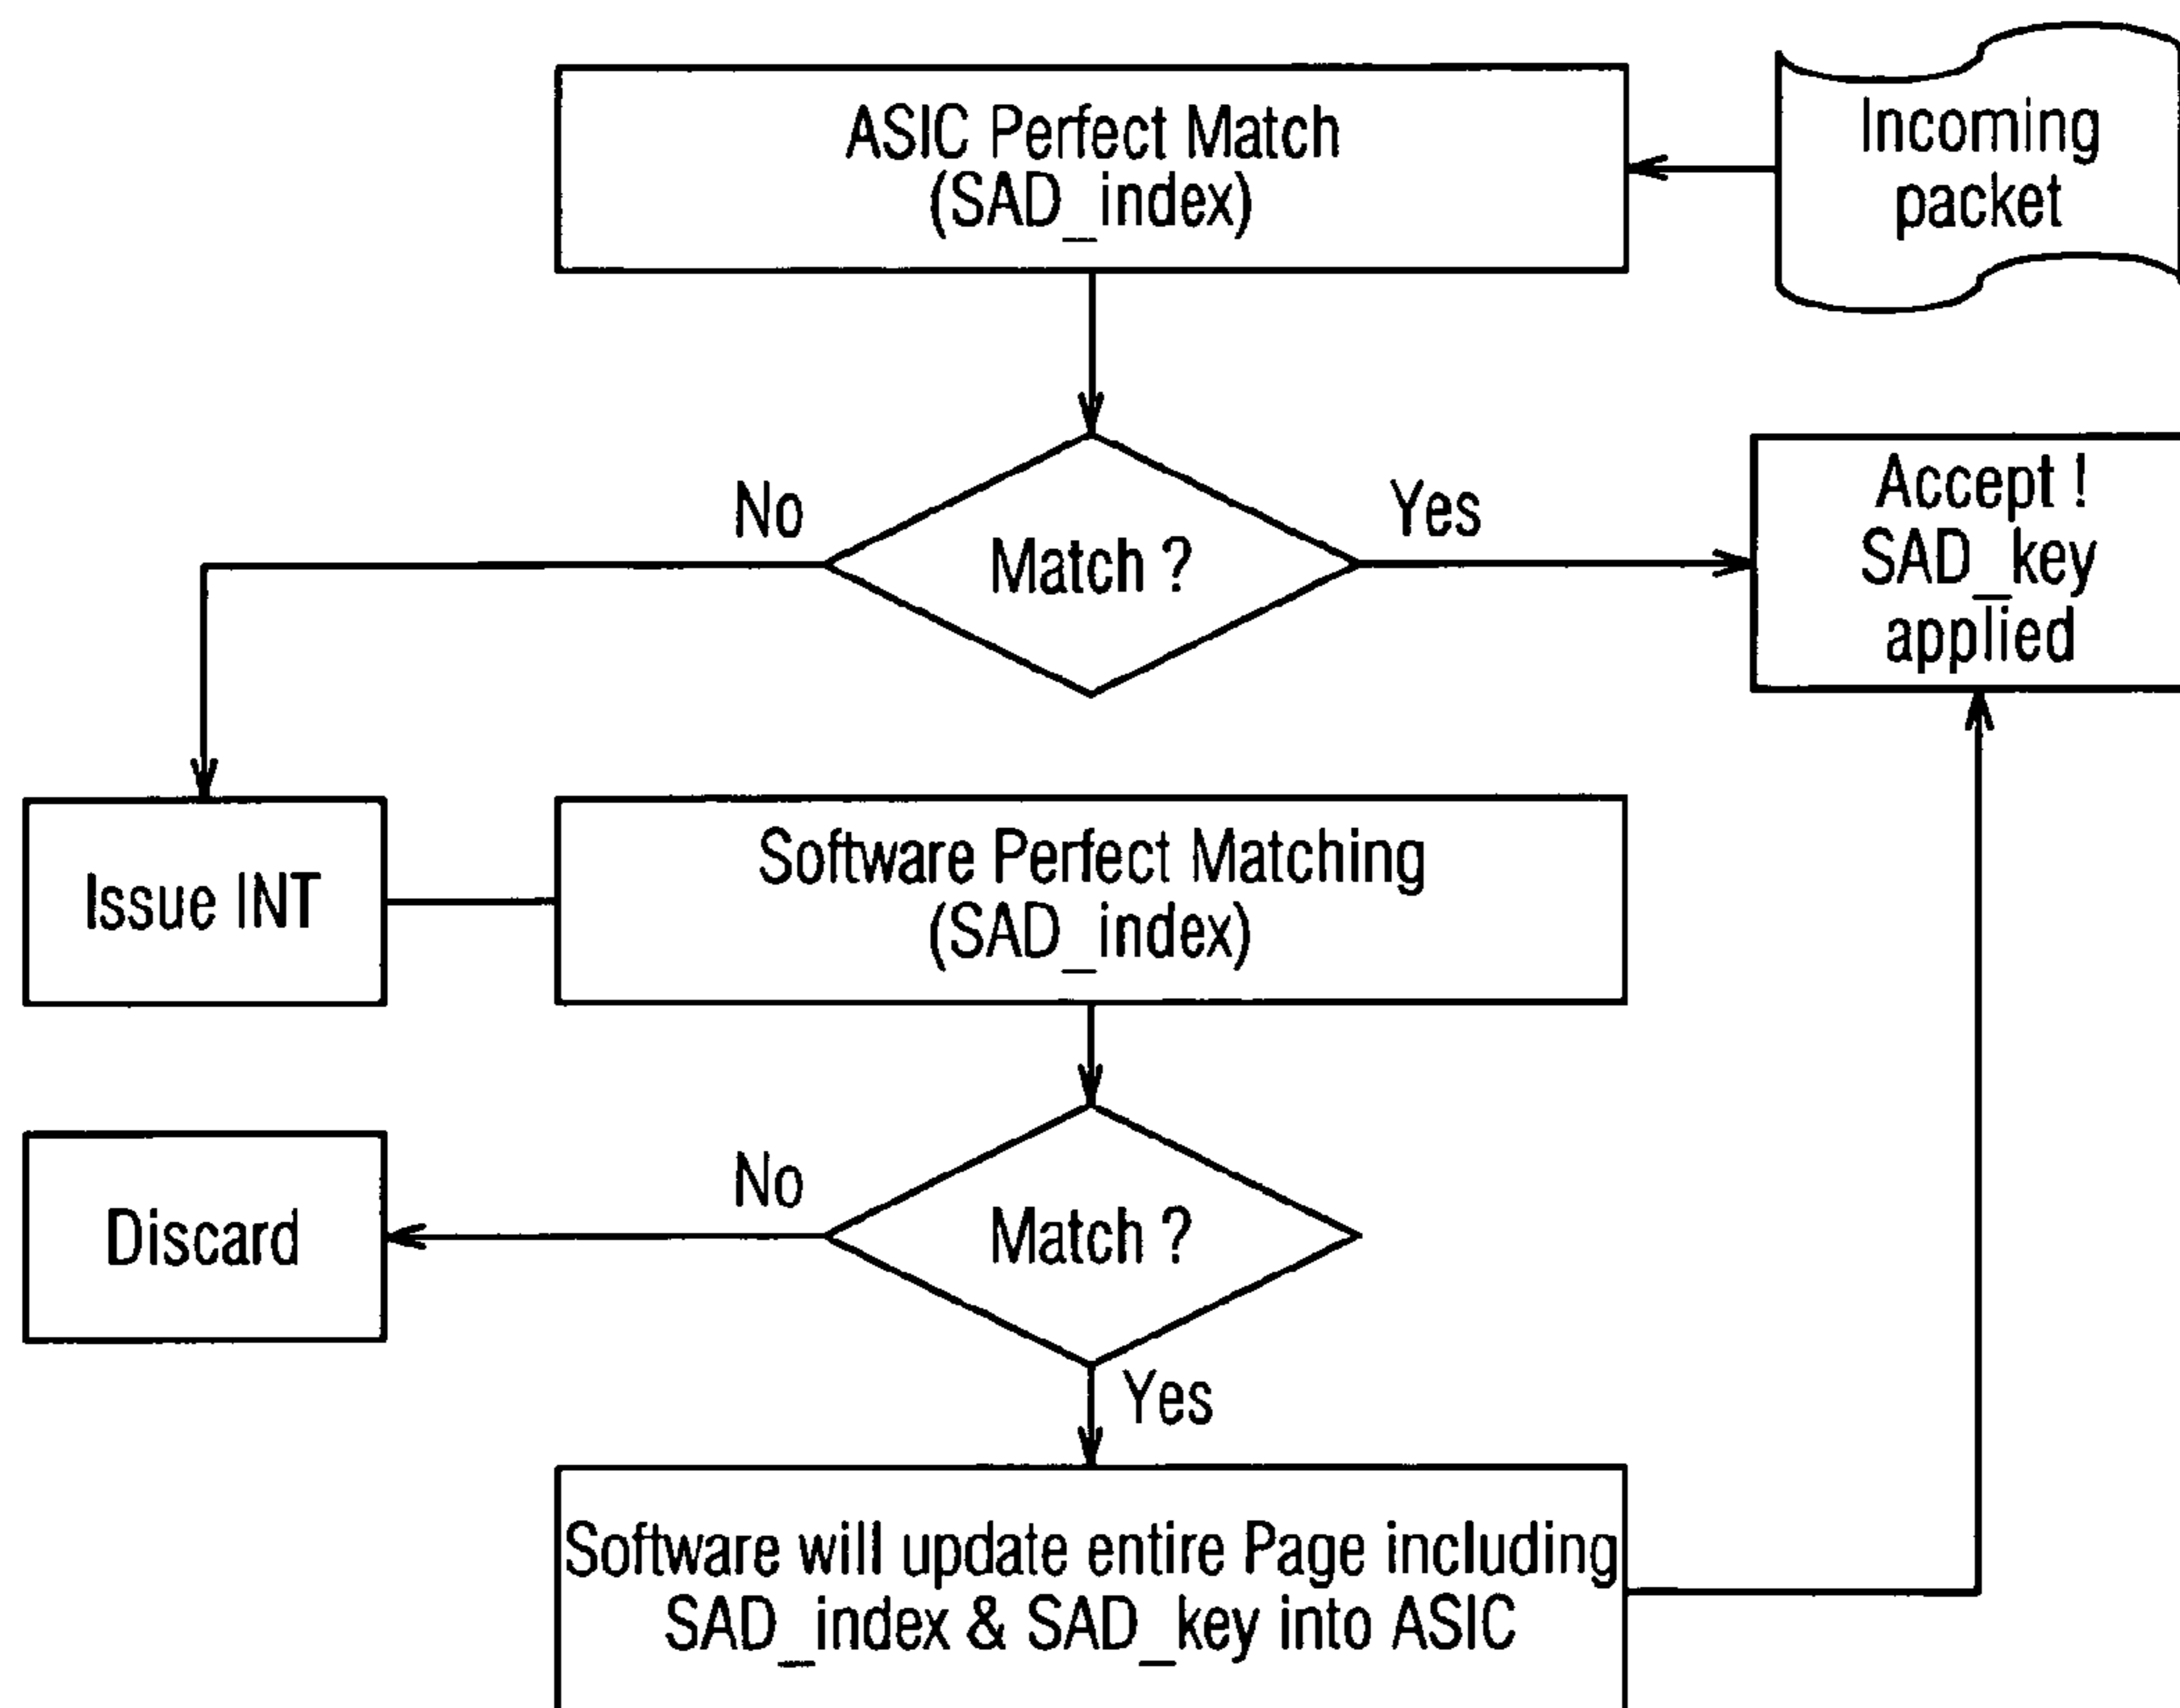 ASIC Perfect Match
(SAD_index)
Incoming
packet
No
Match ?
Yes
Accept !
SAD_key
applied
Issue INT
Software Perfect Matching
(SAD_index)
Discard
No
Match ?
Yes
Software will update entire Page including
SAD_index & SAD_key into ASIC